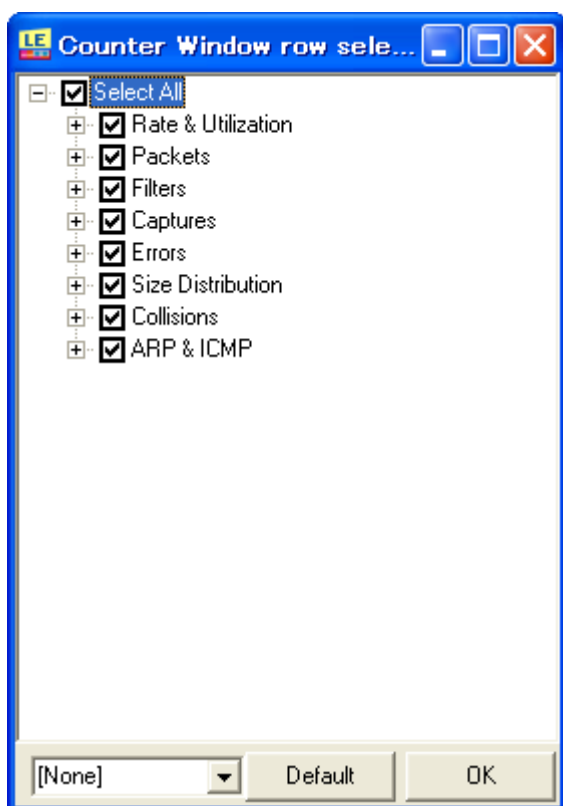 LE Counter Window row sele...
Select All
Rate & Utilization
Packets
Filters
Captures
Errors
Size Distribution
Collisions
ARP & ICMP
[None] Default OK